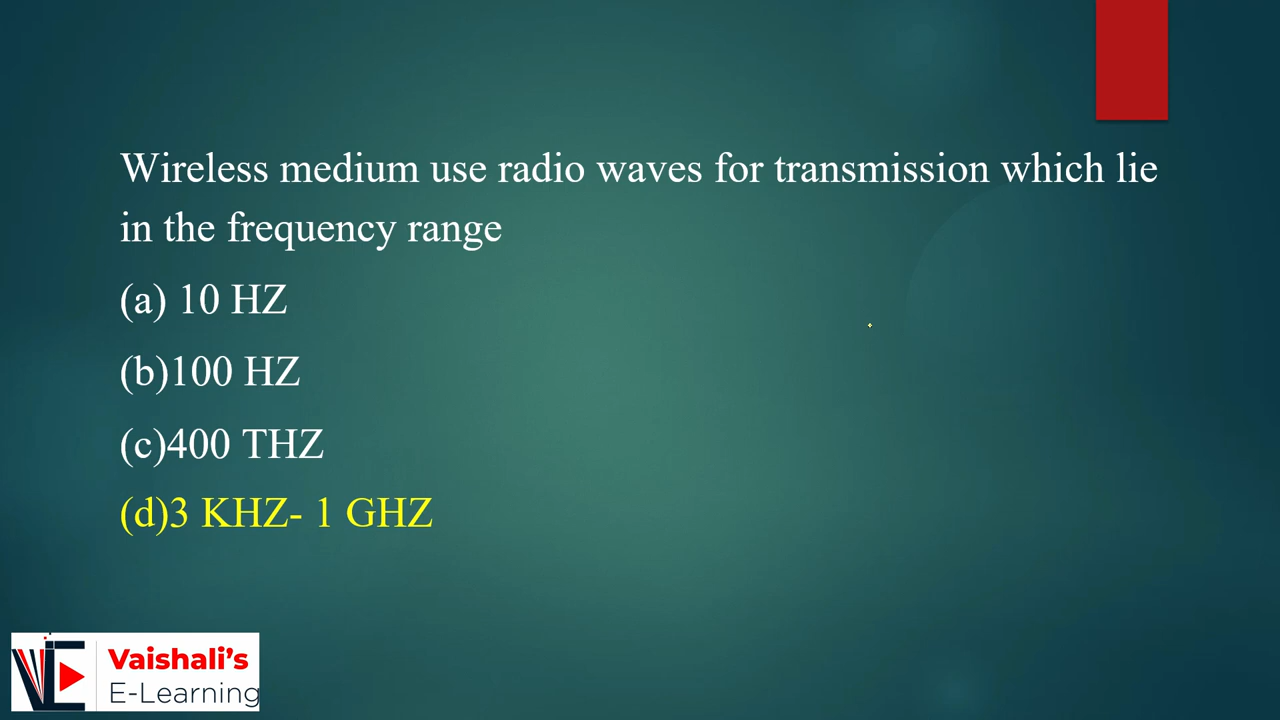 Wireless medium use radio waves for transmission which lie
in the frequency range
(a) 10 HZ
(b)100 HZ
(c)400 THZ
(d)3 KHZ- 1 GHZ
VE
Vaishali's
E-Learning